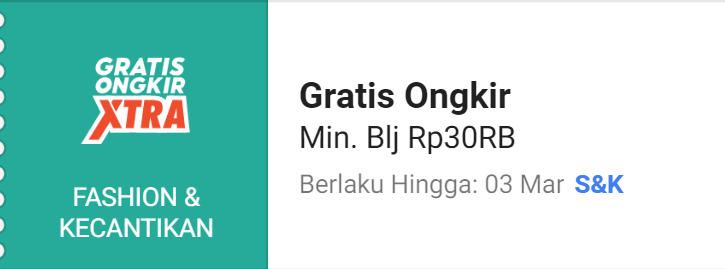 GRATIS
ONGKIR
XTRA
FASHION &
KECANTIKAN
Gratis Ongkir
Min. Blj Rp30RB
Berlaku Hingga: 03 Mar S&K